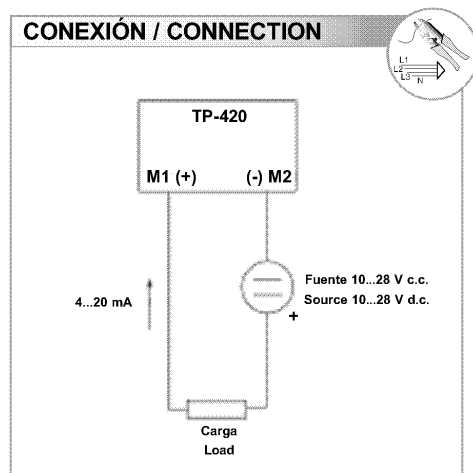 CONEXIÓN / CONNECTION
L1
L2
L3
N
TP-420
M1 (+) (-) M2
4...20 mA
Fuente 10...28 V c.c.
Source 10...28 V d.c.
+
Carga
Load